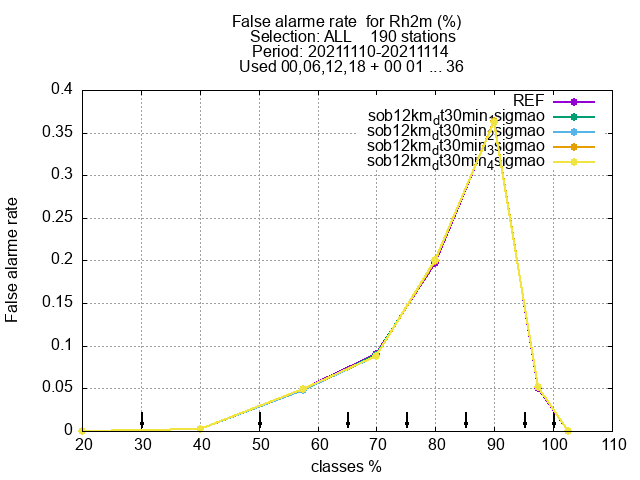 False alarme rate  for Rh2m (%)
Selection: ALL    190 stations
Period: 20211110-20211114
Used 00,06,12,18 + 00 01 ... 36
REF
sob12km_dt30min_1sigmao
sob12km_dt30min_2sigmao
sob12km_dt30min_3sigmao
sob12km_dt30min_4sigmao
0.4
0.35
0.3
0.25
0.2
0.15
0.1
0.05
0
False alarme rate
20 30 40 50 60 70 80 90 100 110
classes %